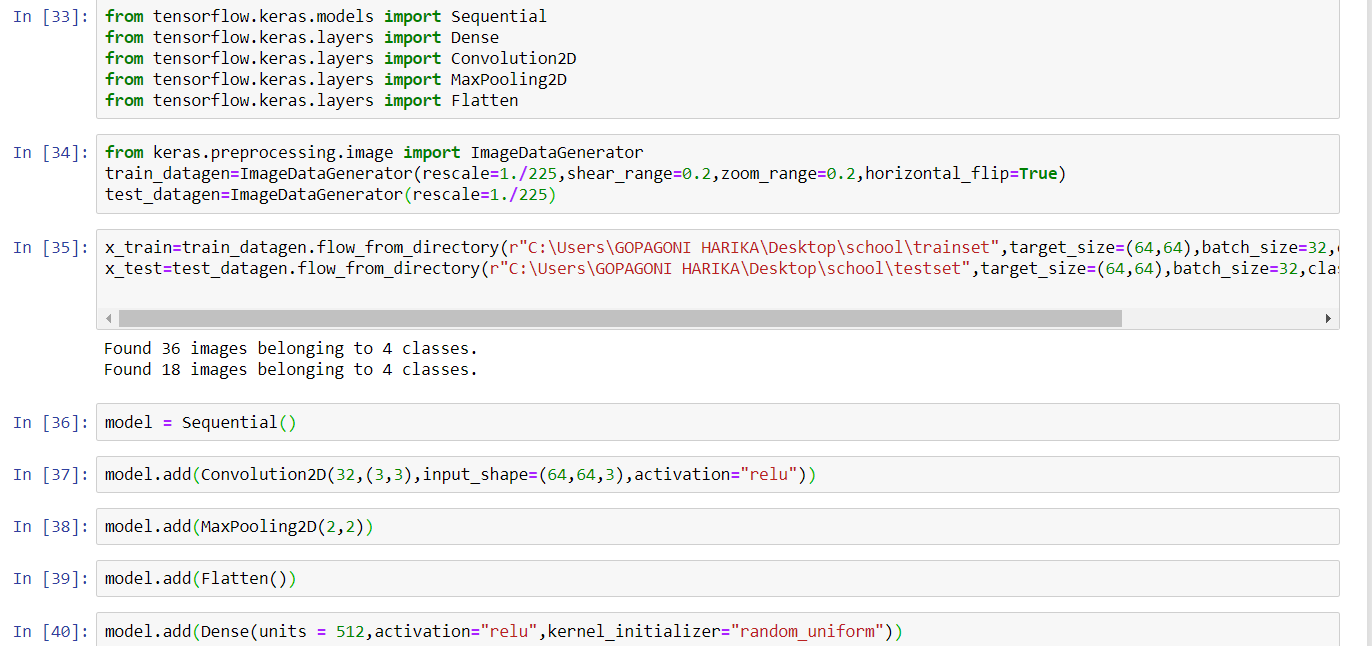 In [33]: from tensorflow.keras.models import Sequential
from tensorflow.keras.layers import Dense
from tensorflow.keras.layers import Convolution2D
from tensorflow.keras.layers import MaxPooling2D
from tensorflow.keras.layers import Flatten
In [34]: from keras.preprocessing.image import ImageDataGenerator
train_datagen=ImageDataGenerator(rescale=1./225,shear_range=0.2,zoom_range=0.2,horizontal_flip=True)
test_datagen=ImageDataGenerator(rescale=1./225)
In [35]: x_train=train_datagen.flow_from_directory(r"C:\Users\GOPAGONI HARIKA\Desktop\school\trainset",target_size=(64,64),batch_size=32,
x_test=test_datagen.flow_from_directory(r"C:\Users\GOPAGONI HARIKA\Desktop\school\testset",target_size=(64,64),batch_size=32,cla
Found 36 images belonging to 4 classes.
Found 18 images belonging to 4 classes.
In [36]: model = Sequential()
In [37]: model.add(Convolution2D(32,(3,3),input_shape=(64,64,3),activation="relu"))
In [38]: model.add(MaxPooling2D(2,2))
In [39]: model.add(Flatten())
In [40]: model.add(Dense(units = 512,activation="relu",kernel_initializer="random_uniform"))